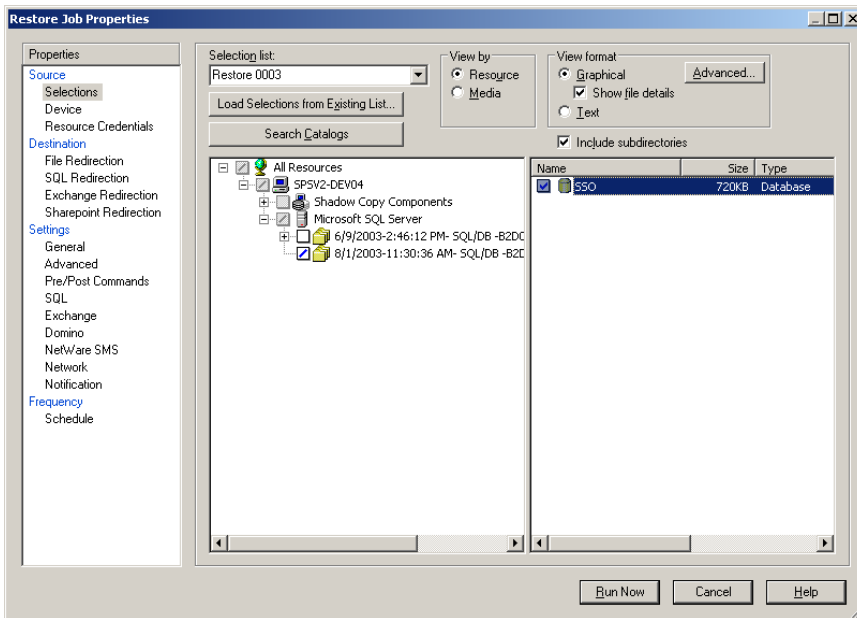 Restore Job Properties
Properties
Source
Selections
Device
Resource Credentials
Destination
File Redirection
SQL Redirection
Exchange Redirection
Sharepoint Redirection
Settings
General
Advanced
Pre/Post Commands
SQL
Exchange
Domino
NetWare SMS
Network
Notification
Frequency
Schedule
Selection list:
Restore 0003
Load Selections from Existing List...
Search Catalogs
View by
Resource
Media
View format
Graphical
Show file details
Text
Advanced...
Include subdirectories
All Resources
SPSV2-DEV04
Shadow Copy Components
Microsoft SQL Server
6/9/2003-2:46:12 PM- SQL/DB -B2D0
8/1/2003-11:30:36 AM- SQL/DB -B2D
Name Size Type
SSO 720KB Database
Run Now Cancel Help